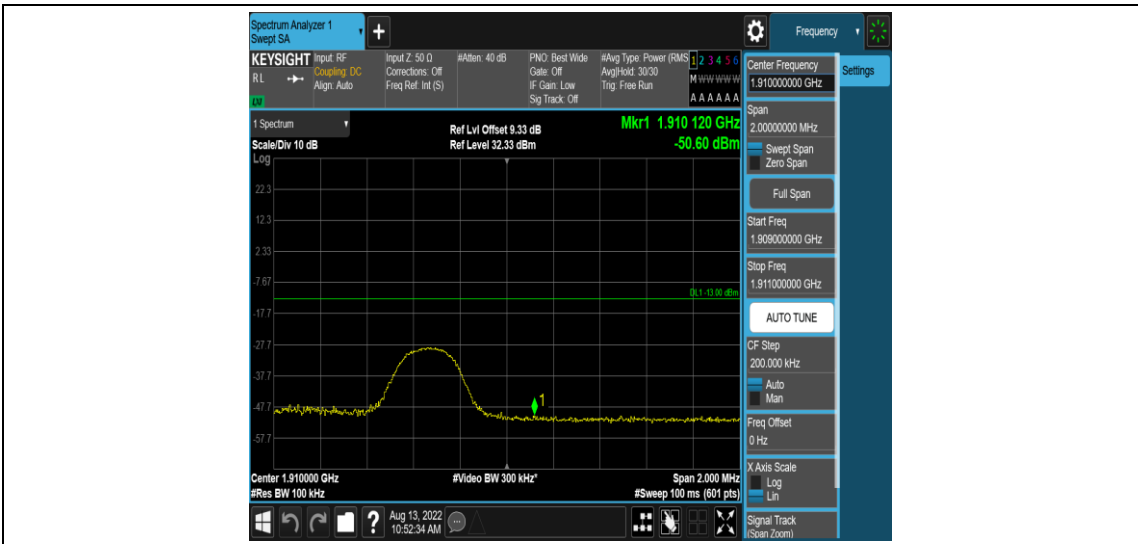 Spectrum Analyzer 1
Swept SA
+
Frequency
KEYSIGHT
RL
LXI
Input: RF
Coupling: DC
Align: Auto
Input Z: 50 Ω
Corrections: Off
Freq Ref: Int (S)
#Atten: 40 dB
PNO: Best Wide
Gate: Off
IF Gain: Low
Sig Track: Off
#Avg Type: Power (RMS
Avg|Hold: 30/30
Trig: Free Run
1 2 3 4 5 6
M W W W W W
A A A A A A
1 Spectrum
Scale/Div 10 dB
Ref Lvl Offset 9.33 dB
Ref Level 32.33 dBm
Mkr1 1.910 120 GHz
-50.60 dBm
Log
22.3
12.3
2.33
-7.67
DL1 -13.00 dBm
-17.7
-27.7
-37.7
-47.7
1
-57.7
Center 1.910000 GHz
#Video BW 300 kHz*
Span 2.000 MHz
#Res BW 100 kHz
#Sweep 100 ms (601 pts)
Center Frequency
1.910000000 GHz
Settings
Span
2.00000000 MHz
Swept Span
Zero Span
Full Span
Start Freq
1.909000000 GHz
Stop Freq
1.911000000 GHz
AUTO TUNE
CF Step
200.000 kHz
Auto
Man
Freq Offset
0 Hz
X Axis Scale
Log
Lin
Signal Track
(Span Zoom)
?
Aug 13, 2022
10:52:34 AM